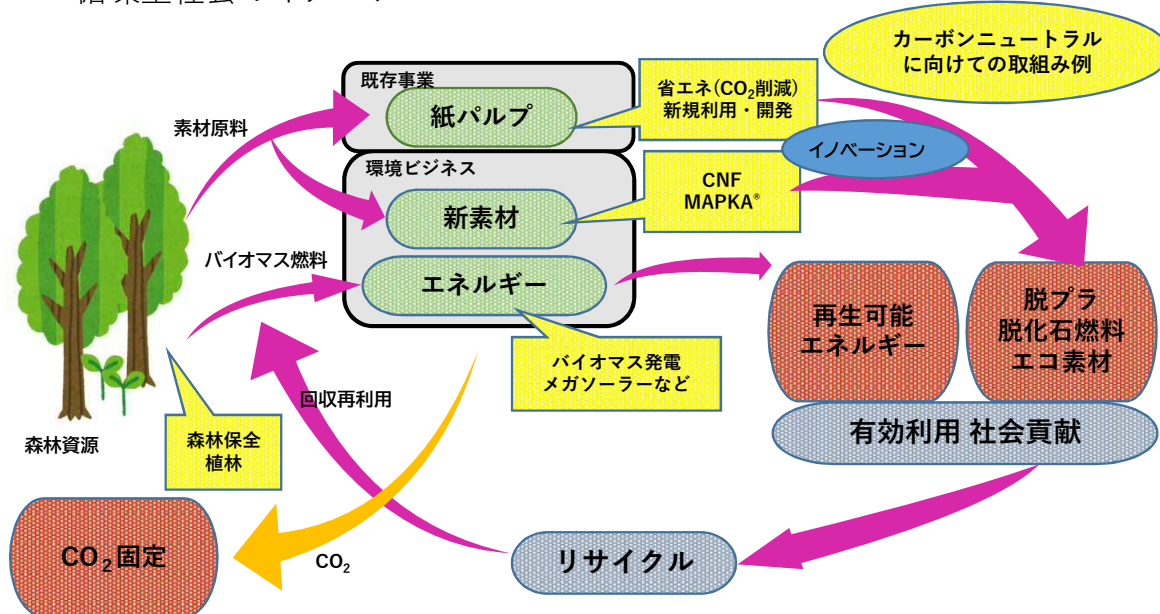 カーボンニュートラル
に向けての取組み例
既存事業
紙パルプ
省エネ(CO₂削減)
新規利用・開発
素材原料
イノベーション
環境ビジネス
CNF
MAPKA®
新素材
バイオマス燃料
エネルギー
再生可能
エネルギー
脱プラ
脱化石燃料
エコ素材
バイオマス発電
メガソーラーなど
回収再利用
有効利用 社会貢献
森林資源
森林保全
植林
CO₂固定
CO₂
リサイクル